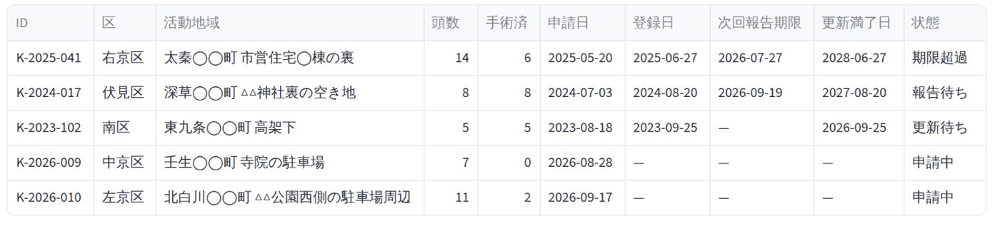 ID 区 活動地域 頭数 手術済 申請日 登録日 次回報告期限 更新満了日 状態
K-2025-041 右京区 太秦◯◯町 市営住宅◯棟の裏 14 6 2025-05-20 2025-06-27 2026-07-27 2028-06-27 期限超過
K-2024-017 伏見区 深草◯◯町 △△神社裏の空き地 8 8 2024-07-03 2024-08-20 2026-09-19 2027-08-20 報告待ち
K-2023-102 南区 東九条◯◯町 高架下 5 5 2023-08-18 2023-09-25 — 2026-09-25 更新待ち
K-2026-009 中京区 壬生◯◯町 寺院の駐車場 7 0 2026-08-28 — — — 申請中
K-2026-010 左京区 北白川◯◯町 △△公園西側の駐車場周辺 11 2 2026-09-17 — — — 申請中